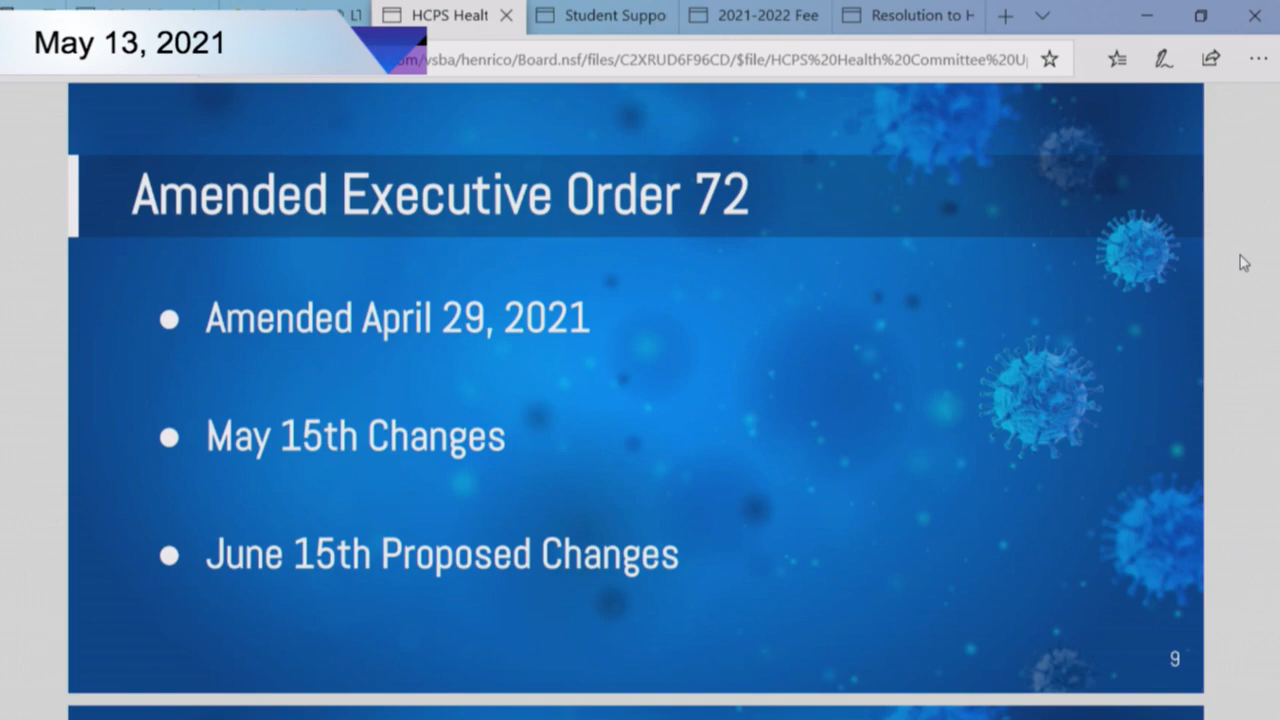 HCPS Healt
Student Suppo
2021-2022 Fee
Resolution to H
May 13, 2021
om/vsba/henrico/Board.nsf/files/C2XRUD6F96CD/$file/HCPS%20Health%20Committee%20U
Amended Executive Order 72
Amended April 29, 2021
May 15th Changes
June 15th Proposed Changes
9